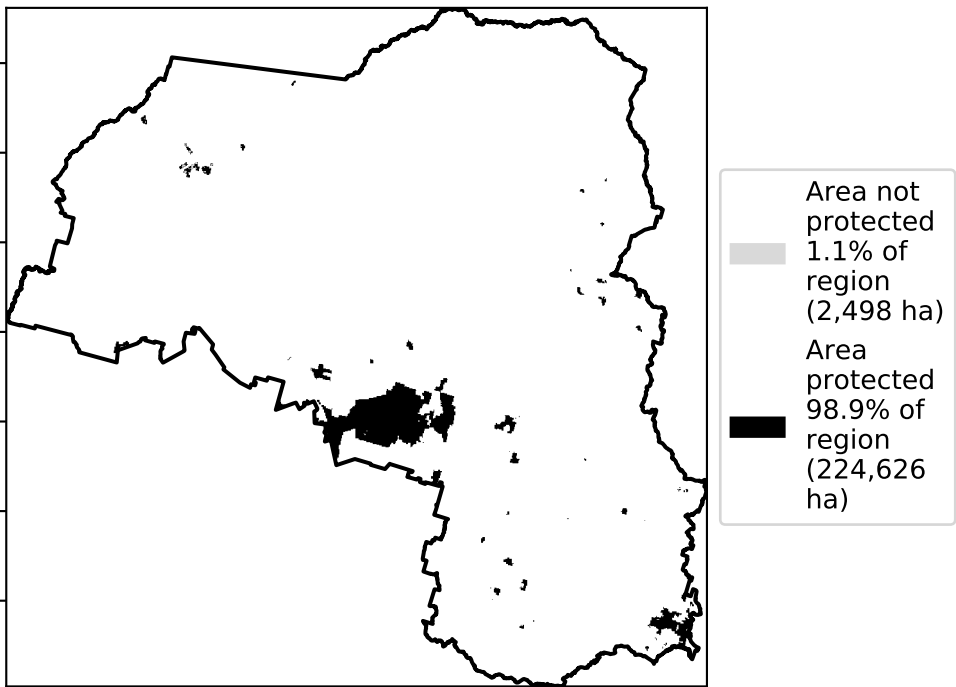 Area not
protected
1.1% of
region
(2,498 ha)
Area
protected
98.9% of
region
(224,626
ha)